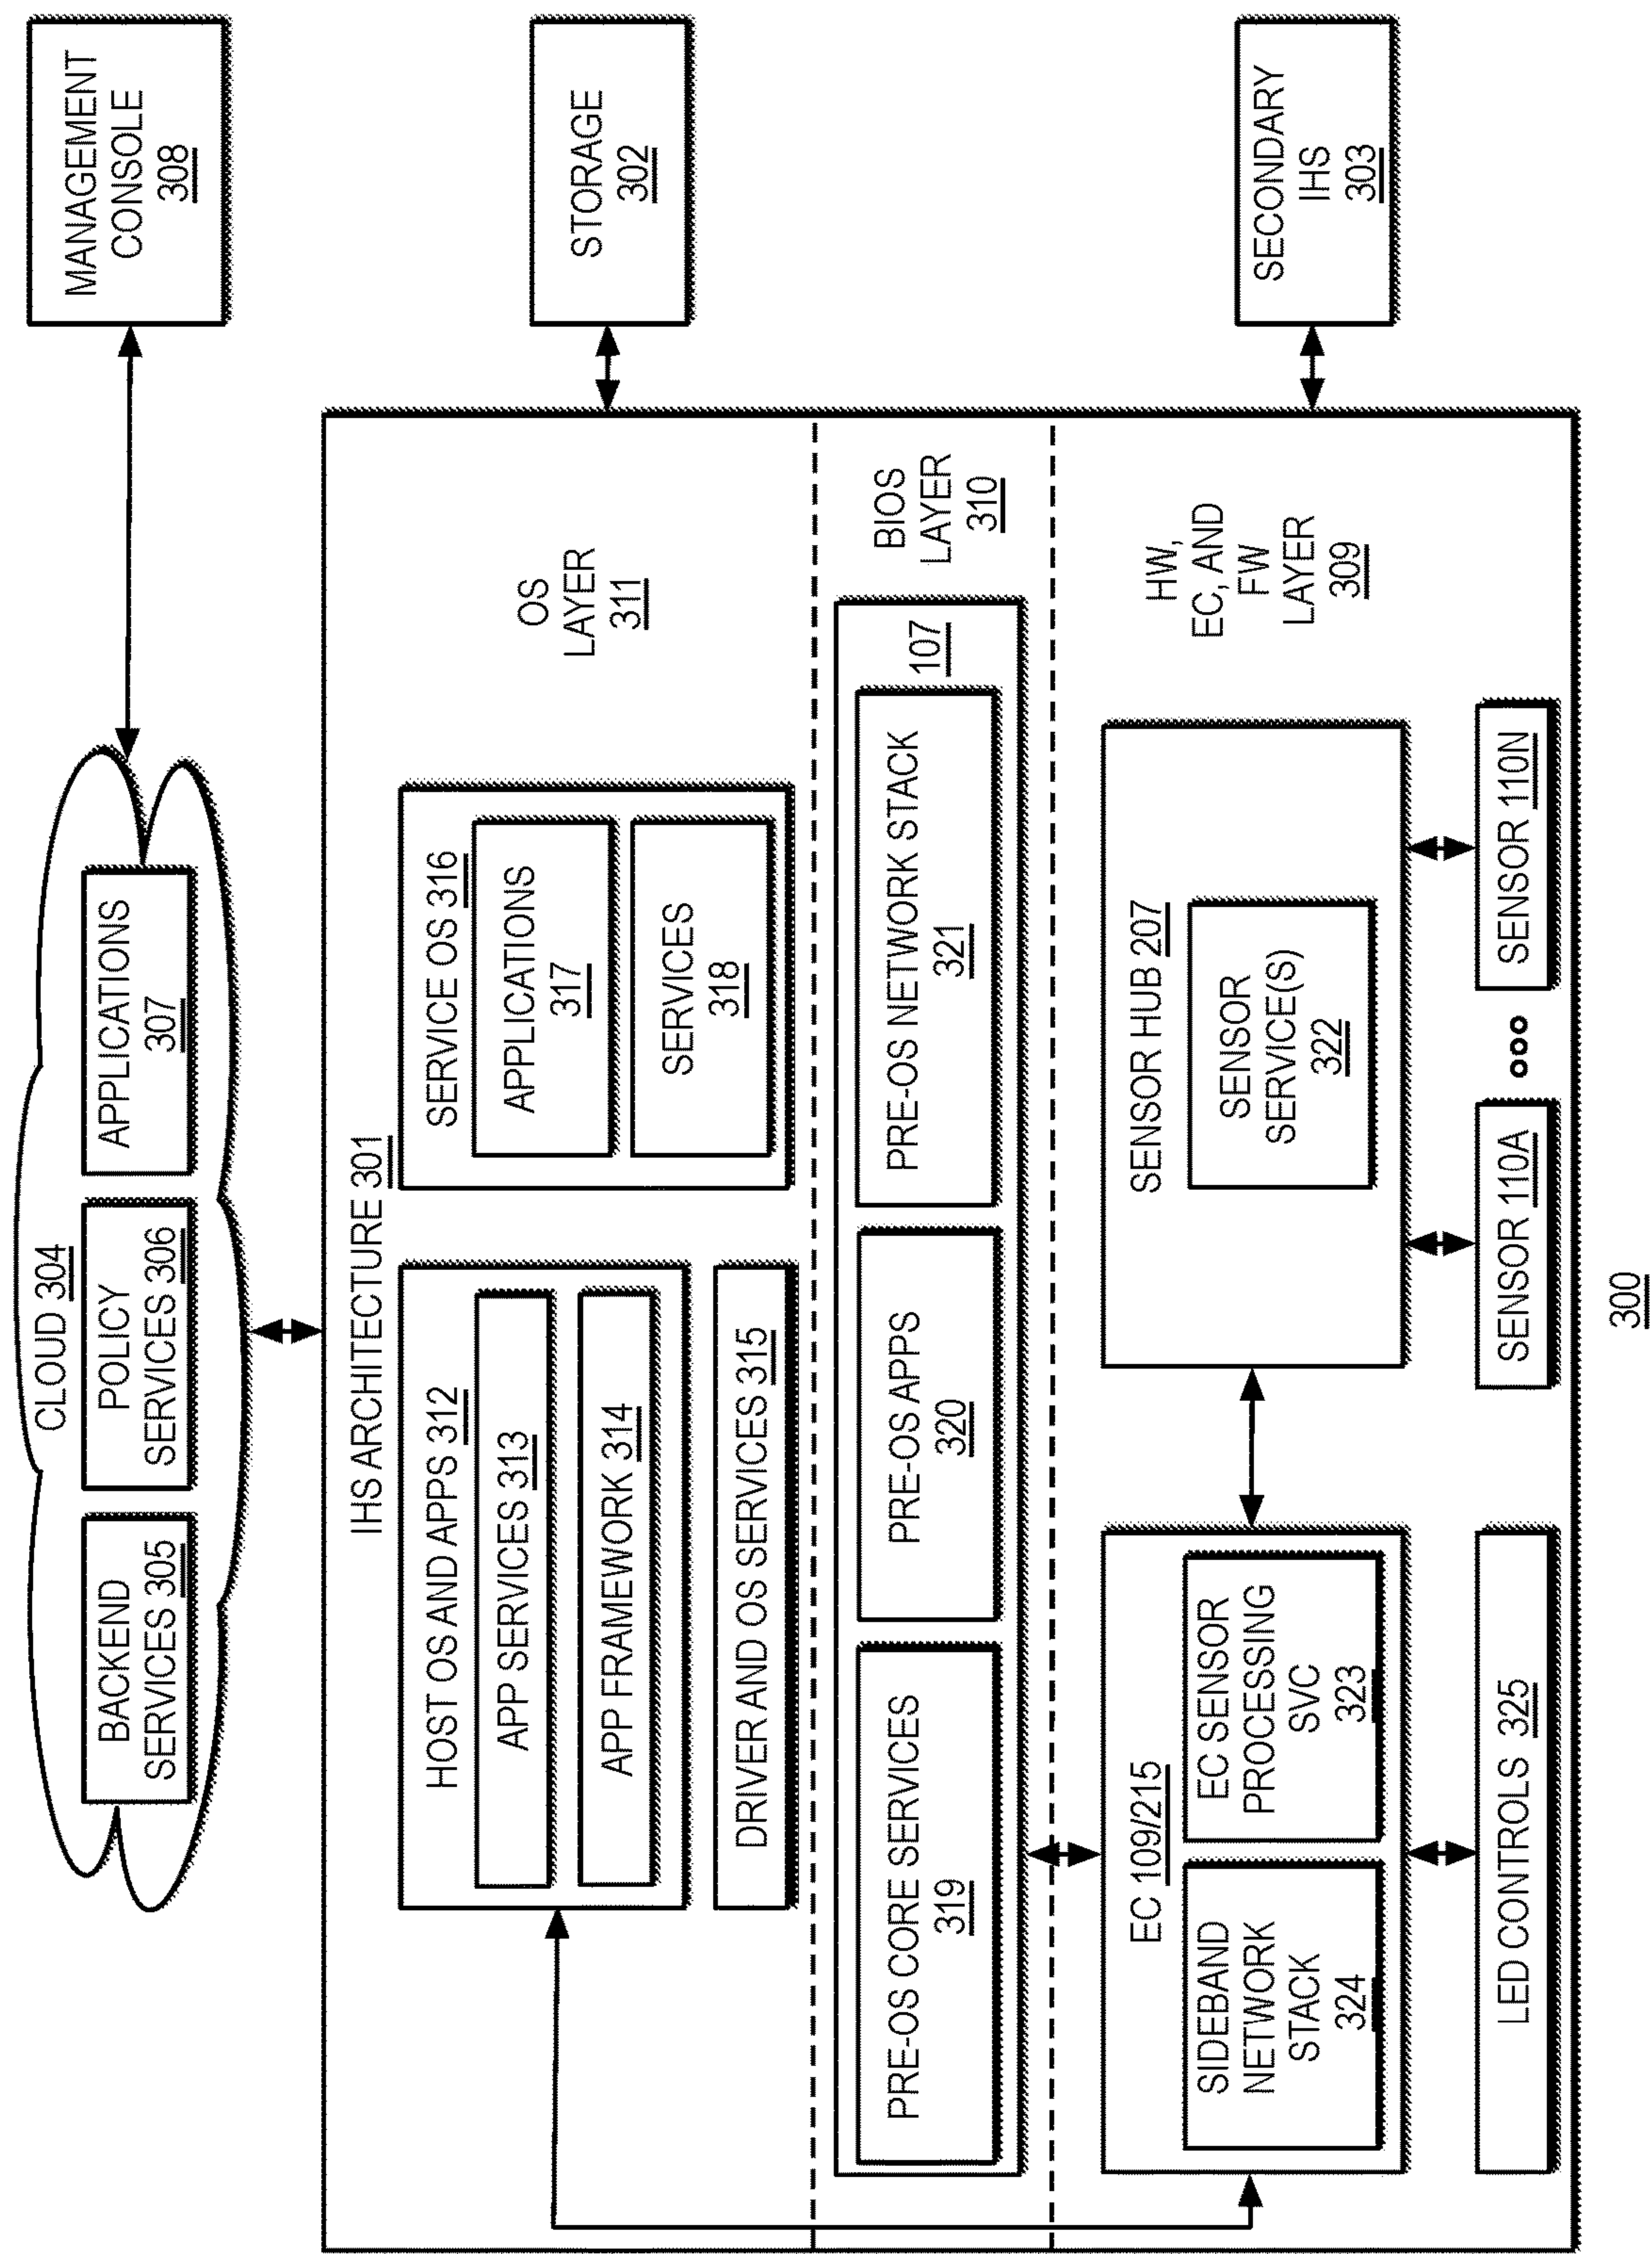 CLOUD 304
BACKEND
SERVICES 305
POLICY
SERVICES 306
APPLICATIONS
307
MANAGEMENT
CONSOLE
308
IHS ARCHITECTURE 301
HOST OS AND APPS 312
APP SERVICES 313
APP FRAMEWORK 314
DRIVER AND OS SERVICES 315
SERVICE OS 316
APPLICATIONS
317
SERVICES
318
OS
LAYER
311
STORAGE
302
PRE-OS CORE SERVICES
319
PRE-OS APPS
320
PRE-OS NETWORK STACK
321
107
BIOS
LAYER
310
EC 109/215
SIDEBAND
NETWORK
STACK
324
EC SENSOR
PROCESSING
SVC
323
SENSOR HUB 207
SENSOR
SERVICE(S)
322
HW,
EC, AND
FW
LAYER
309
SECONDARY
IHS
303
LED CONTROLS 325
SENSOR 110A
SENSOR 110N
300